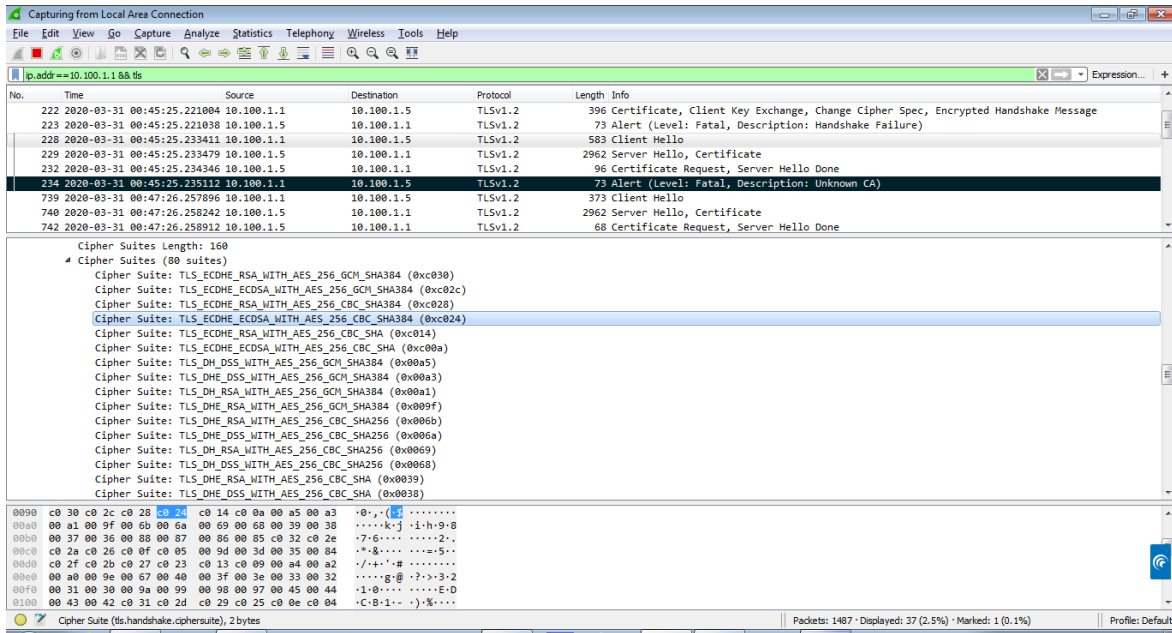 Capturing from Local Area Connection
File Edit View Go Capture Analyze Statistics Telephony Wireless Tools Help
ip.addr==10.100.1.1 && tls Expression... +
No. Time Source Destination Protocol Length Info
222 2020-03-31 00:45:25.221004 10.100.1.1 10.100.1.5 TLSv1.2 396 Certificate, Client Key Exchange, Change Cipher Spec, Encrypted Handshake Message
223 2020-03-31 00:45:25.221038 10.100.1.5 10.100.1.1 TLSv1.2 73 Alert (Level: Fatal, Description: Handshake Failure)
228 2020-03-31 00:45:25.233411 10.100.1.1 10.100.1.5 TLSv1.2 583 Client Hello
229 2020-03-31 00:45:25.233479 10.100.1.5 10.100.1.1 TLSv1.2 2962 Server Hello, Certificate
232 2020-03-31 00:45:25.234346 10.100.1.5 10.100.1.1 TLSv1.2 96 Certificate Request, Server Hello Done
234 2020-03-31 00:45:25.235112 10.100.1.1 10.100.1.5 TLSv1.2 73 Alert (Level: Fatal, Description: Unknown CA)
739 2020-03-31 00:47:26.257896 10.100.1.1 10.100.1.5 TLSv1.2 373 Client Hello
740 2020-03-31 00:47:26.258242 10.100.1.5 10.100.1.1 TLSv1.2 2962 Server Hello, Certificate
742 2020-03-31 00:47:26.258912 10.100.1.5 10.100.1.1 TLSv1.2 68 Certificate Request, Server Hello Done
Cipher Suites Length: 160
Cipher Suites (80 suites)
Cipher Suite: TLS_ECDHE_RSA_WITH_AES_256_GCM_SHA384 (0xc030)
Cipher Suite: TLS_ECDHE_ECDSA_WITH_AES_256_GCM_SHA384 (0xc02c)
Cipher Suite: TLS_ECDHE_RSA_WITH_AES_256_CBC_SHA384 (0xc028)
Cipher Suite: TLS_ECDHE_ECDSA_WITH_AES_256_CBC_SHA384 (0xc024)
Cipher Suite: TLS_ECDHE_RSA_WITH_AES_256_CBC_SHA (0xc014)
Cipher Suite: TLS_ECDHE_ECDSA_WITH_AES_256_CBC_SHA (0xc00a)
Cipher Suite: TLS_DH_DSS_WITH_AES_256_GCM_SHA384 (0x00a5)
Cipher Suite: TLS_DHE_DSS_WITH_AES_256_GCM_SHA384 (0x00a3)
Cipher Suite: TLS_DH_RSA_WITH_AES_256_GCM_SHA384 (0x00a1)
Cipher Suite: TLS_DHE_RSA_WITH_AES_256_GCM_SHA384 (0x009f)
Cipher Suite: TLS_DHE_RSA_WITH_AES_256_CBC_SHA256 (0x006b)
Cipher Suite: TLS_DHE_DSS_WITH_AES_256_CBC_SHA256 (0x006a)
Cipher Suite: TLS_DH_RSA_WITH_AES_256_CBC_SHA256 (0x0069)
Cipher Suite: TLS_DH_DSS_WITH_AES_256_CBC_SHA256 (0x0068)
Cipher Suite: TLS_DHE_RSA_WITH_AES_256_CBC_SHA (0x0039)
Cipher Suite: TLS_DHE_DSS_WITH_AES_256_CBC_SHA (0x0038)
0090 c0 30 c0 2c c0 28 c0 24 c0 14 c0 0a 00 a5 00 a3 ·0·,·(·$ ········
00a0 00 a1 00 9f 00 6b 00 6a 00 69 00 68 00 39 00 38 ·····k·j ·i·h·9·8
00b0 00 37 00 36 00 88 00 87 00 86 00 85 c0 32 c0 2e ·7·6···· ·····2·.
00c0 c0 2a c0 26 c0 0f c0 05 00 9d 00 3d 00 35 00 84 ·*·&···· ···=·5··
00d0 c0 2f c0 2b c0 27 c0 23 c0 13 c0 09 00 a4 00 a2 ·/·+·'·# ········
00e0 00 a0 00 9e 00 67 00 40 00 3f 00 3e 00 33 00 32 ·····g·@ ·?·>·3·2
00f0 00 31 00 30 00 9a 00 99 00 98 00 97 00 45 00 44 ·1·0···· ·····E·D
0100 00 43 00 42 c0 31 c0 2d c0 29 c0 25 c0 0e c0 04 ·C·B·1·- ·)·%····
Cipher Suite (tls.handshake.ciphersuite), 2 bytes Packets: 1487 · Displayed: 37 (2.5%) · Marked: 1 (0.1%) Profile: Default